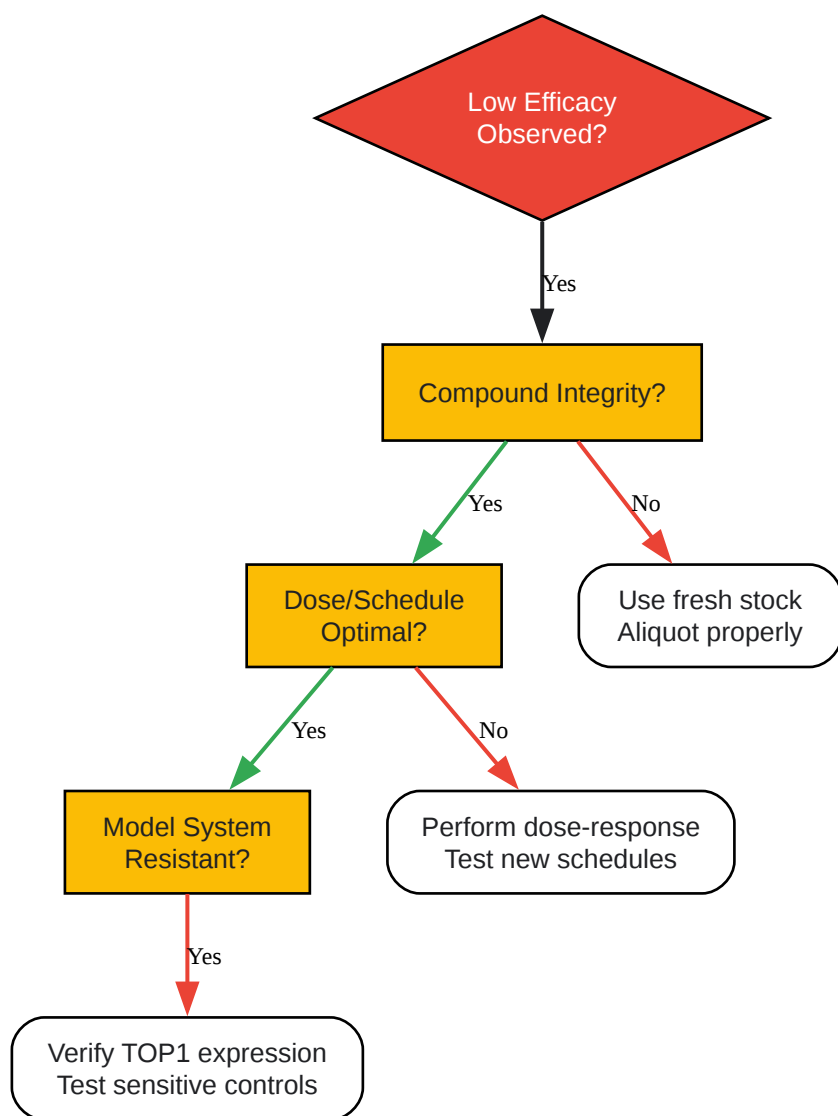 Low Efficacy
Observed?
Yes
Compound Integrity?
Yes
No
Dose/Schedule
Optimal?
Use fresh stock
Aliquot properly
Yes
No
Model System
Resistant?
Perform dose-response
Test new schedules
Yes
Verify TOP1 expression
Test sensitive controls